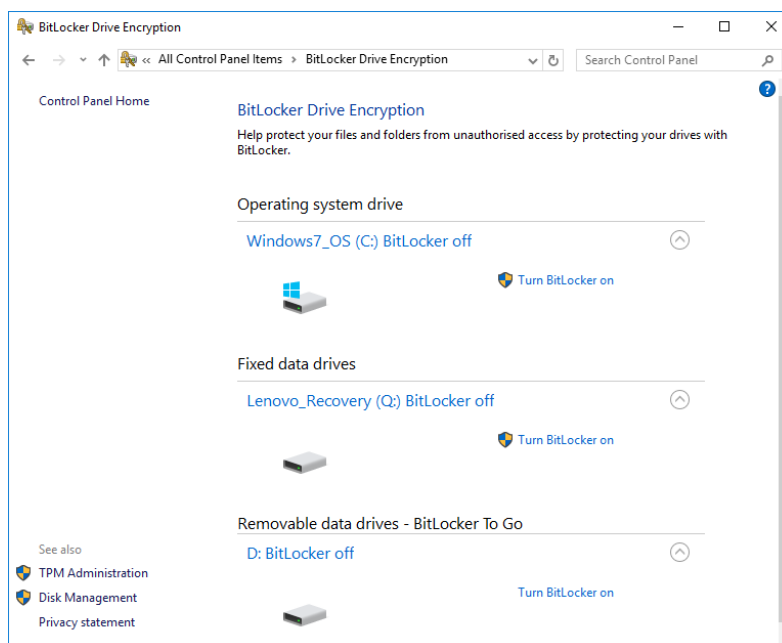 BitLocker Drive Encryption
« All Control Panel Items › BitLocker Drive Encryption
Search Control Panel
Control Panel Home
BitLocker Drive Encryption
Help protect your files and folders from unauthorised access by protecting your drives with
BitLocker.
Operating system drive
Windows7_OS (C:) BitLocker off
Turn BitLocker on
Fixed data drives
Lenovo_Recovery (Q:) BitLocker off
Turn BitLocker on
Removable data drives - BitLocker To Go
D: BitLocker off
Turn BitLocker on
See also
TPM Administration
Disk Management
Privacy statement